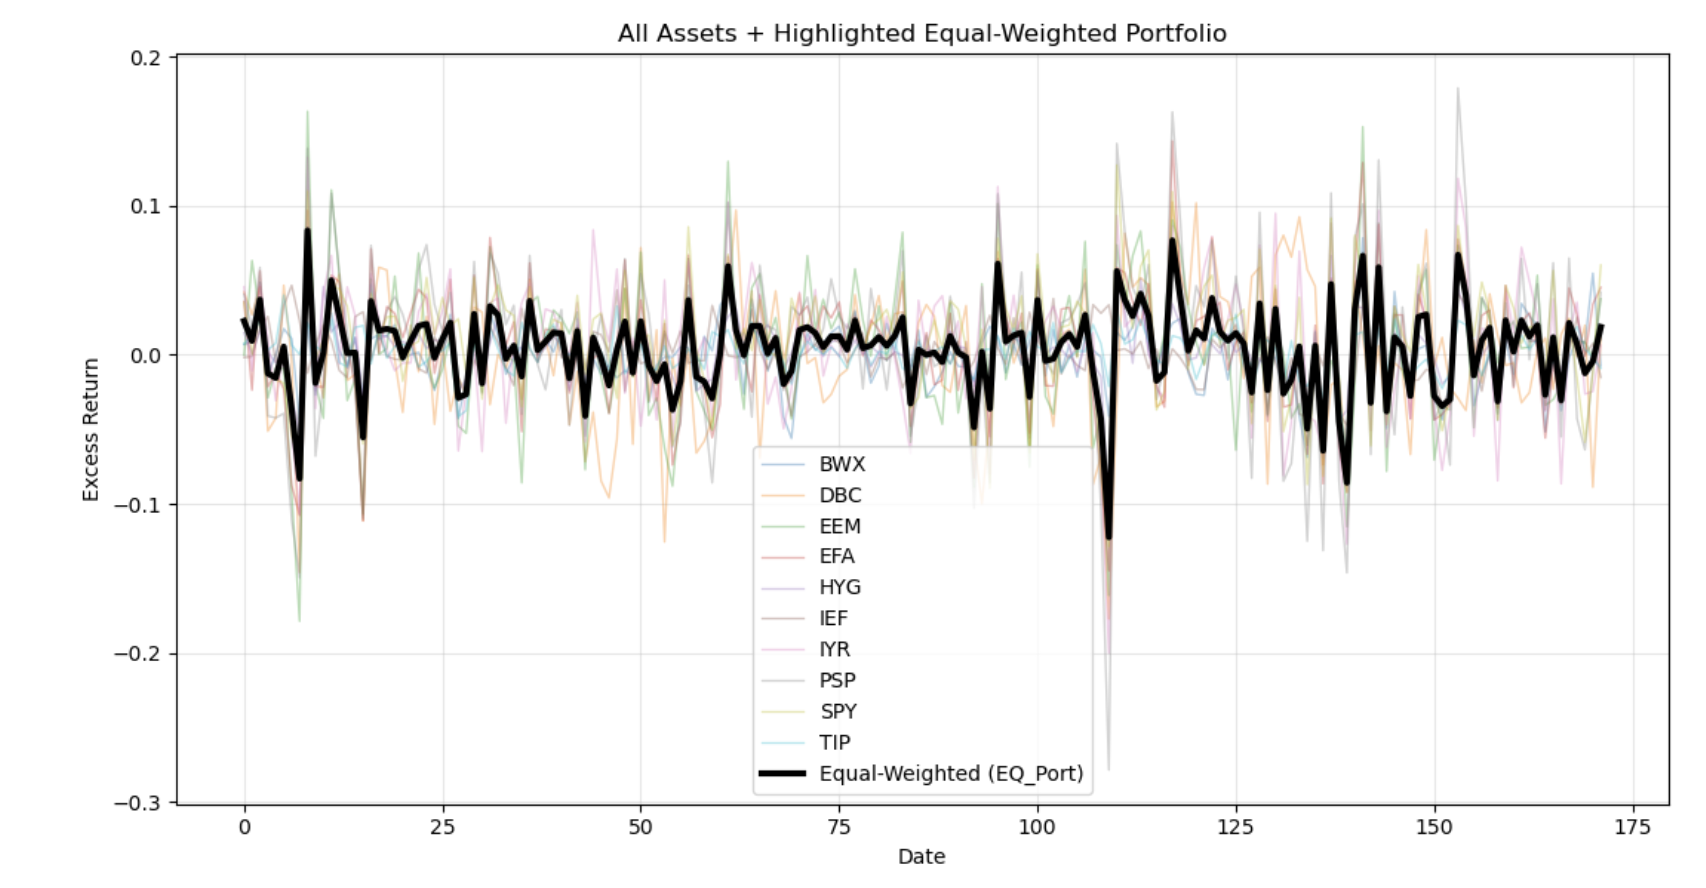 All Assets + Highlighted Equal-Weighted Portfolio
Excess Return
0.2
0.1
0.0
−0.1
−0.2
−0.3
BWX
DBC
EEM
EFA
HYG
IEF
IYR
PSP
SPY
TIP
Equal-Weighted (EQ_Port)
0 25 50 75 100 125 150 175
Date